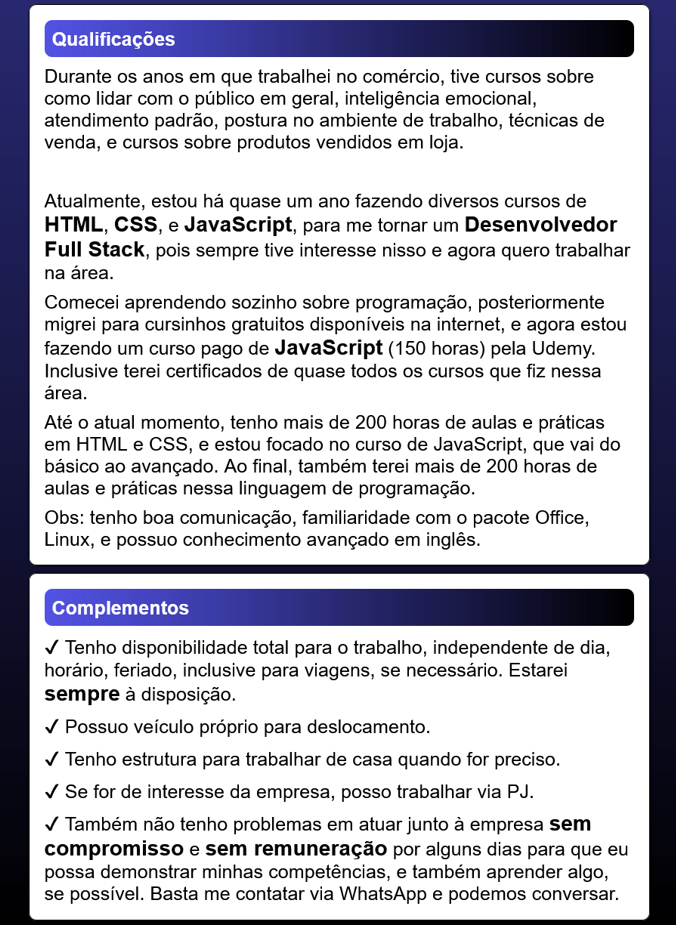 Qualificações
Durante os anos em que trabalhei no comércio, tive cursos sobre
como lidar com o público em geral, inteligência emocional,
atendimento padrão, postura no ambiente de trabalho, técnicas de
venda, e cursos sobre produtos vendidos em loja.
Atualmente, estou há quase um ano fazendo diversos cursos de
HTML, CSS, e JavaScript, para me tornar um Desenvolvedor
Full Stack, pois sempre tive interesse nisso e agora quero trabalhar
na área.
Comecei aprendendo sozinho sobre programação, posteriormente
migrei para cursinhos gratuitos disponíveis na internet, e agora estou
fazendo um curso pago de JavaScript (150 horas) pela Udemy.
Inclusive terei certificados de quase todos os cursos que fiz nessa
área.
Até o atual momento, tenho mais de 200 horas de aulas e práticas
em HTML e CSS, e estou focado no curso de JavaScript, que vai do
básico ao avançado. Ao final, também terei mais de 200 horas de
aulas e práticas nessa linguagem de programação.
Obs: tenho boa comunicação, familiaridade com o pacote Office,
Linux, e possuo conhecimento avançado em inglês.
Complementos
✓ Tenho disponibilidade total para o trabalho, independente de dia,
horário, feriado, inclusive para viagens, se necessário. Estarei
sempre à disposição.
✓ Possuo veículo próprio para deslocamento.
✓ Tenho estrutura para trabalhar de casa quando for preciso.
✓ Se for de interesse da empresa, posso trabalhar via PJ.
✓ Também não tenho problemas em atuar junto à empresa sem
compromisso e sem remuneração por alguns dias para que eu
possa demonstrar minhas competências, e também aprender algo,
se possível. Basta me contatar via WhatsApp e podemos conversar.